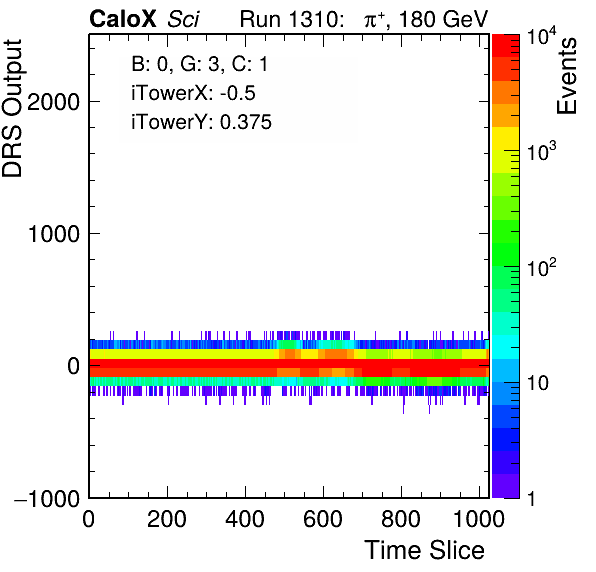 CaloX Sci Run 1310: π⁺, 180 GeV
B: 0, G: 3, C: 1
iTowerX: -0.5
iTowerY: 0.375
DRS Output
2000
1000
0
−1000
0 200 400 600 800 1000
Time Slice
Events
10⁴
10³
10²
10
1